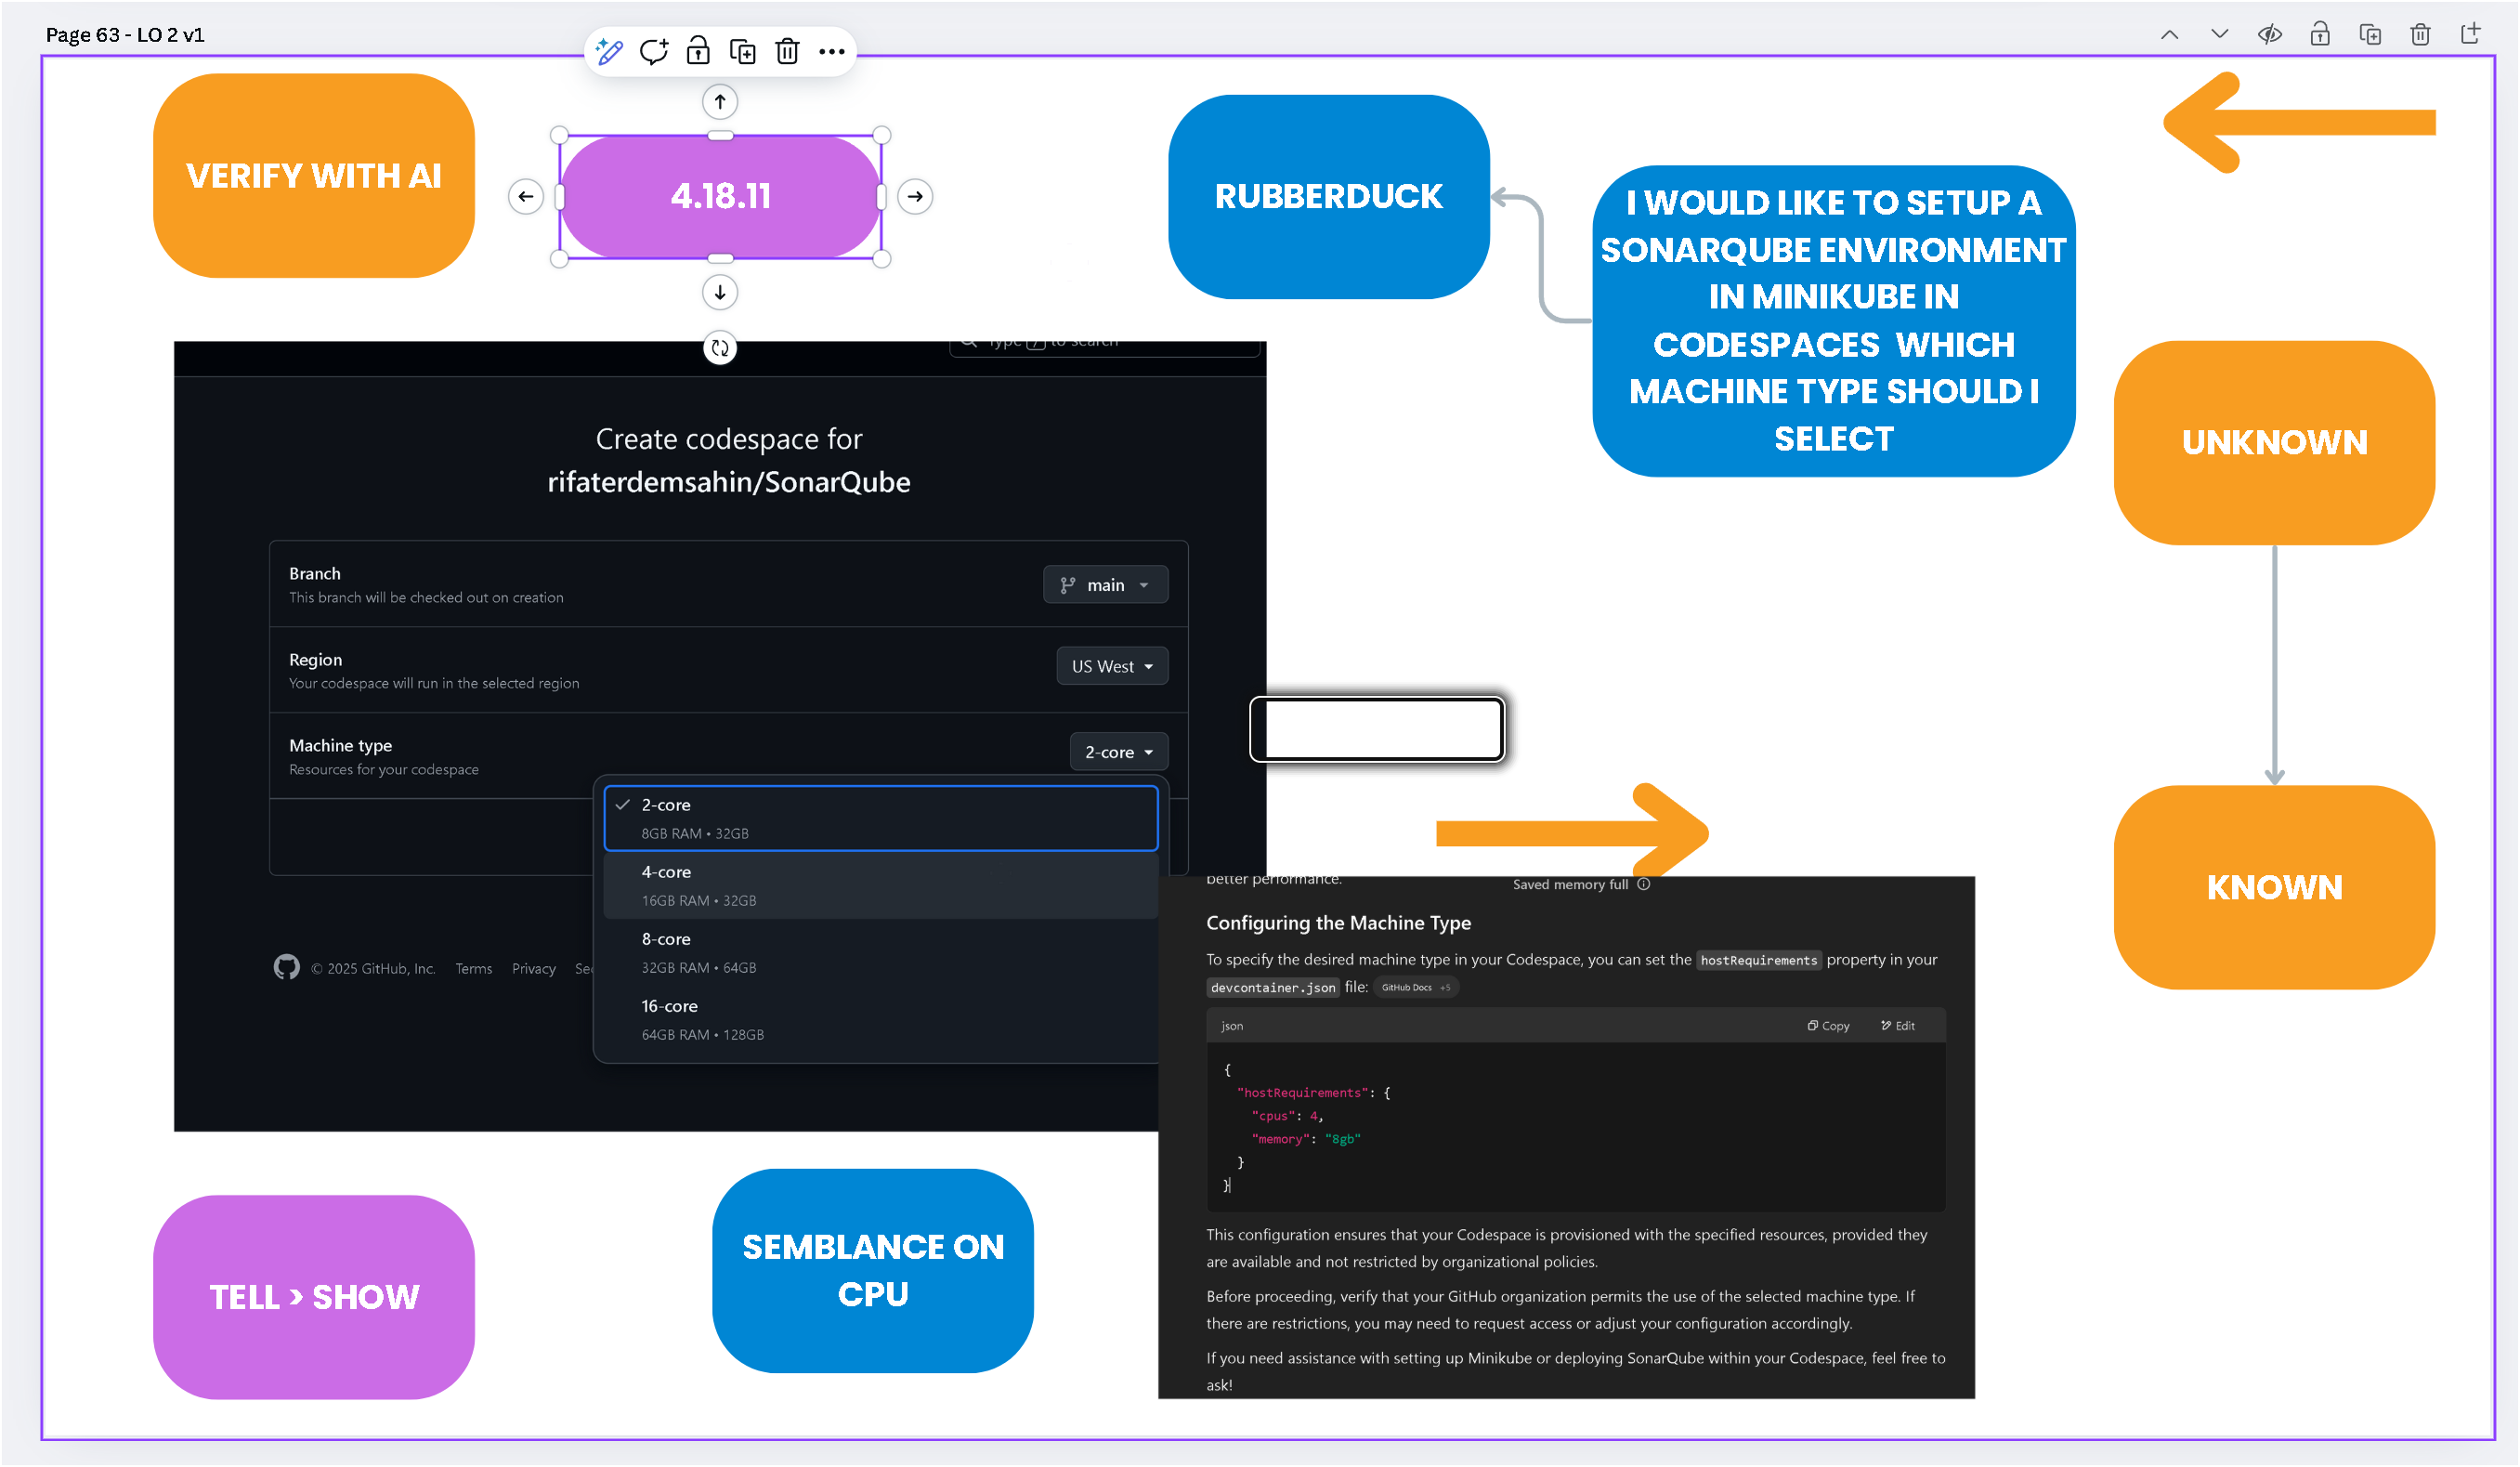 Page 63 - LO 2 v1
VERIFY WITH AI
4.18.11
RUBBERDUCK
I WOULD LIKE TO SETUP A
SONARQUBE ENVIRONMENT
IN MINIKUBE IN
CODESPACES WHICH
MACHINE TYPE SHOULD I
SELECT
UNKNOWN
KNOWN
Type / to search
Create codespace for
rifaterdemsahin/SonarQube
Branch
This branch will be checked out on creation
main
Region
Your codespace will run in the selected region
US West
Machine type
Resources for your codespace
2-core
2-core
8GB RAM • 32GB
4-core
16GB RAM • 32GB
8-core
32GB RAM • 64GB
16-core
64GB RAM • 128GB
© 2025 GitHub, Inc. Terms Privacy
better performance.
Saved memory full
Configuring the Machine Type
To specify the desired machine type in your Codespace, you can set the hostRequirements property in your
devcontainer.json file: GitHub Docs +5
json
Copy Edit
{
"hostRequirements": {
"cpus": 4,
"memory": "8gb"
}
}
This configuration ensures that your Codespace is provisioned with the specified resources, provided they
are available and not restricted by organizational policies.
Before proceeding, verify that your GitHub organization permits the use of the selected machine type. If
there are restrictions, you may need to request access or adjust your configuration accordingly.
If you need assistance with setting up Minikube or deploying SonarQube within your Codespace, feel free to
ask!
TELL > SHOW
SEMBLANCE ON
CPU